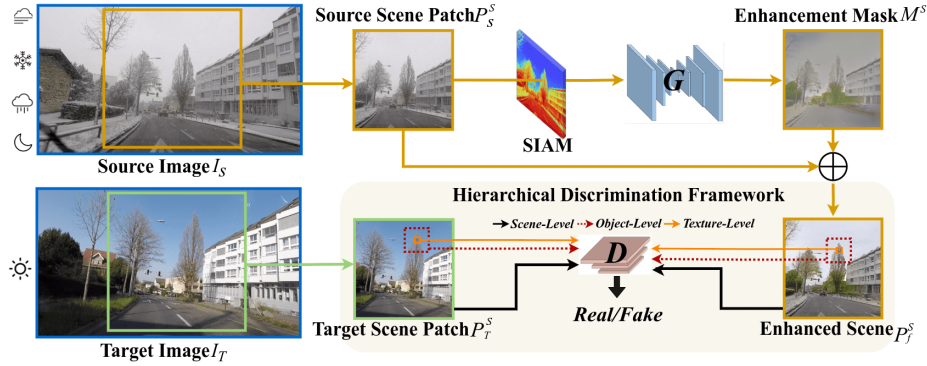 Source Scene Patch P_S^S
Enhancement Mask M^S
G
SIAM
Source Image I_S
Hierarchical Discrimination Framework
Scene-Level Object-Level Texture-Level
D
Real/Fake
Target Scene Patch P_T^S
Enhanced Scene P_f^S
Target Image I_T